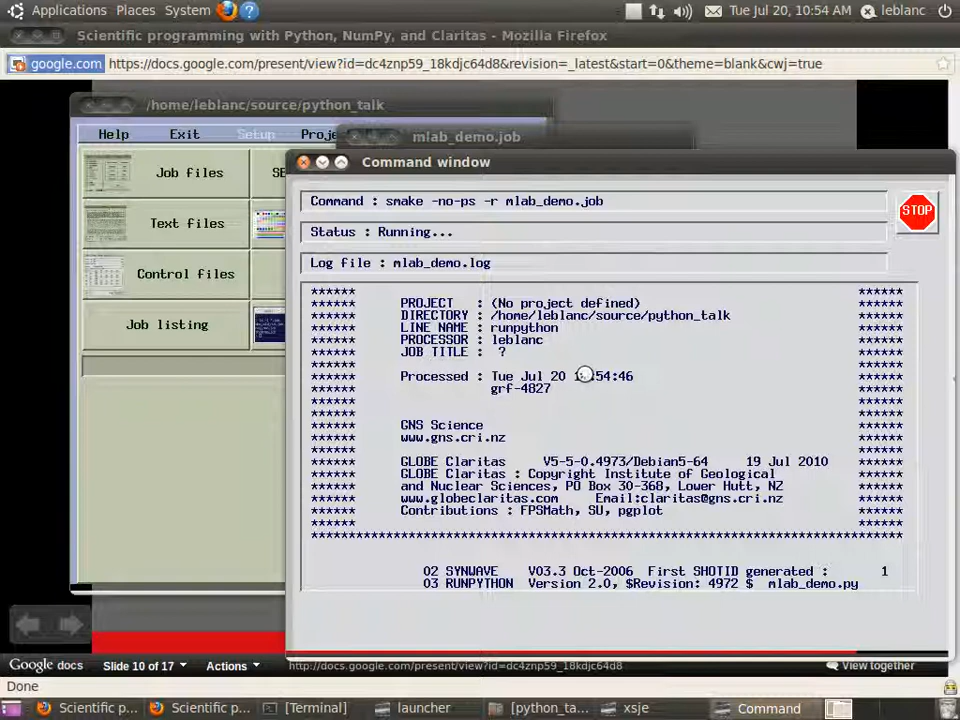 Applications Places System Tue Jul 20, 10:54 AM leblanc
Scientific programming with Python, NumPy, and Claritas - Mozilla Firefox
google.com https://docs.google.com/present/view?id=dc4znp59_18kdjc64d8&revision=_latest&start=0&theme=blank&cwj=true
/home/leblanc/source/python_talk
Help Exit Setup
mlab_demo.job
Job files
Text files
Control files
Job listing
Command window
Command : smake -no-ps -r mlab_demo.job
STOP
Status : Running...
Log file : mlab_demo.log
****** ******
****** PROJECT : (No project defined) ******
****** DIRECTORY : /home/leblanc/source/python_talk ******
****** LINE NAME : runpython ******
****** PROCESSOR : leblanc ******
****** JOB TITLE : ? ******
****** ******
****** Processed : Tue Jul 20 ******
****** grf-4827 ******
****** ******
****** ******
****** GNS Science ******
****** www.gns.cri.nz ******
****** ******
****** GLOBE Claritas V5-5-0.4973/Debian5-64 19 Jul 2010 ******
****** GLOBE Claritas : Copyright Institute of Geological ******
****** and Nuclear Sciences, PO Box 30-368, Lower Hutt, NZ ******
****** www.globeclaritas.com Email:claritas@gns.cri.nz ******
****** Contributions : FPSMath, SU, pgplot ******
****** ******
02 SYNWAVE V03.3 Oct-2006 First SHOTID generated : 1
03 RUNPYTHON Version 2.0, $Revision: 4972 $ mlab_demo.py
Google docs Slide 10 of 17 Actions http://docs.google.com/present/view?id=dc4znp59_18kdjc64d8 View together
Done
Scientific p... Scientific p... [Terminal] launcher [python_ta... xsje Command